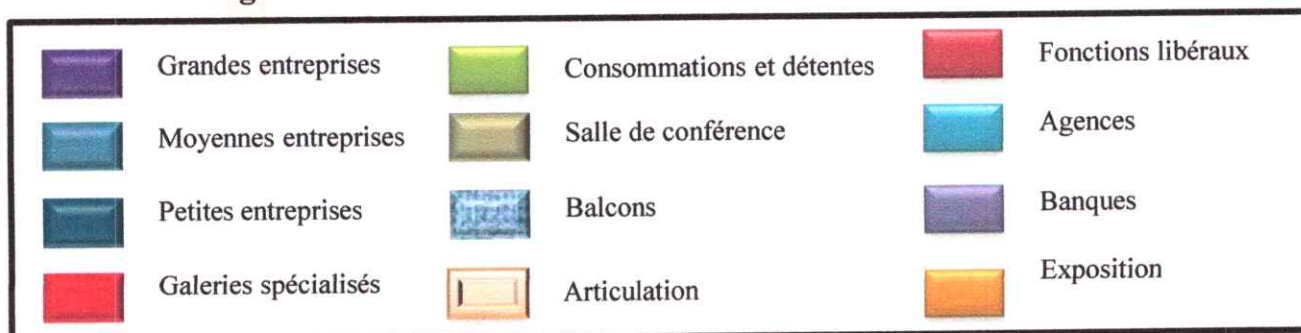 Grandes entreprises
Moyennes entreprises
Petites entreprises
Galeries spécialisés
Consommations et détentes
Salle de conférence
Balcons
Articulation
Fonctions libéraux
Agences
Banques
Exposition